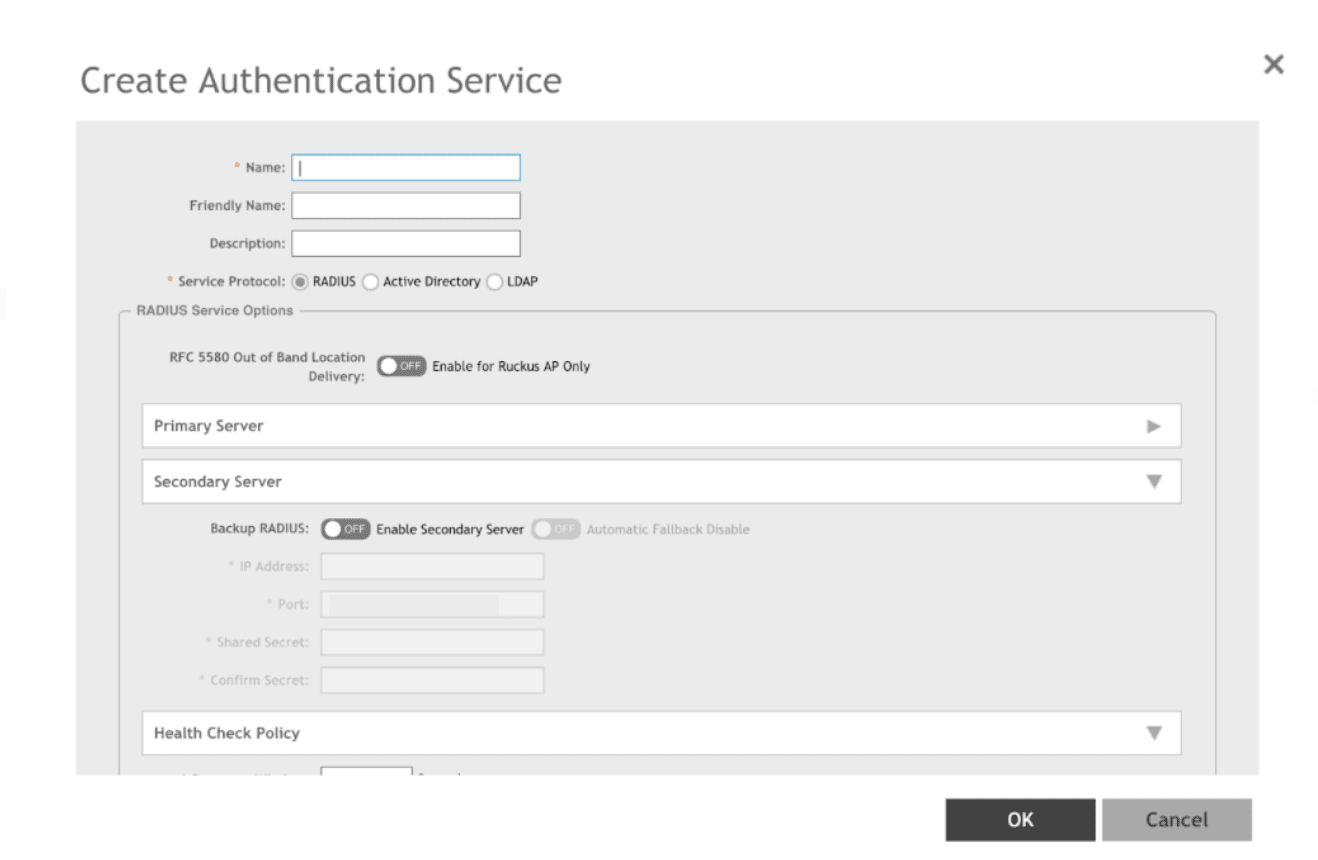 Create Authentication Service
* Name:
Friendly Name:
Description:
* Service Protocol: RADIUS Active Directory LDAP
RADIUS Service Options
RFC 5580 Out of Band Location
Delivery: OFF Enable for Ruckus AP Only
Primary Server
Secondary Server
Backup RADIUS: OFF Enable Secondary Server OFF Automatic Fallback Disable
* IP Address:
* Port:
* Shared Secret:
* Confirm Secret:
Health Check Policy
OK Cancel